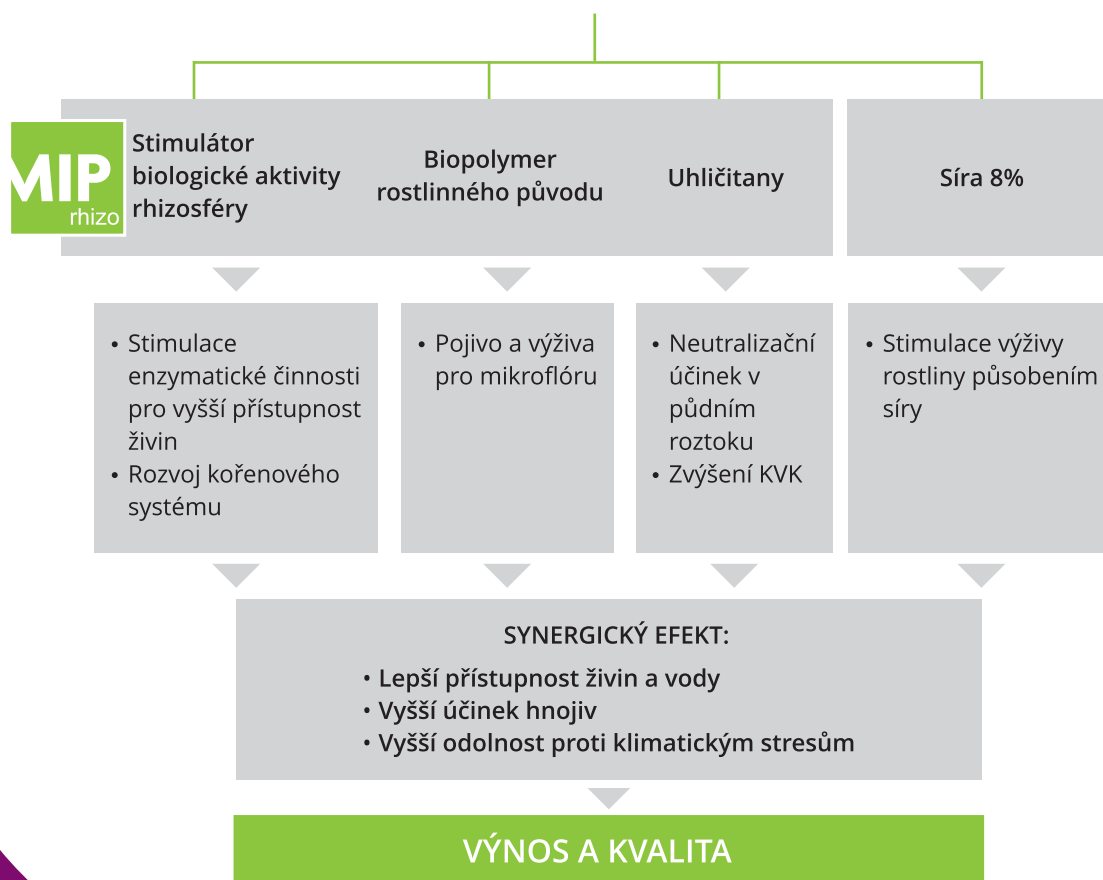 MIP
rhizo
Stimulátor
biologické aktivity
rhizosféry
Biopolymer
rostlinného původu
Uhličitany
Síra 8%
• Stimulace
enzymatické činnosti
pro vyšší přístupnost
živin
• Rozvoj kořenového
systému
• Pojivo a výživa
pro mikroflóru
• Neutralizační
účinek v
půdním
roztoku
• Zvýšení KVK
• Stimulace výživy
rostliny působením
síry
SYNERGICKÝ EFEKT:
• Lepší přístupnost živin a vody
• Vyšší účinek hnojiv
• Vyšší odolnost proti klimatickým stresům
VÝNOS A KVALITA